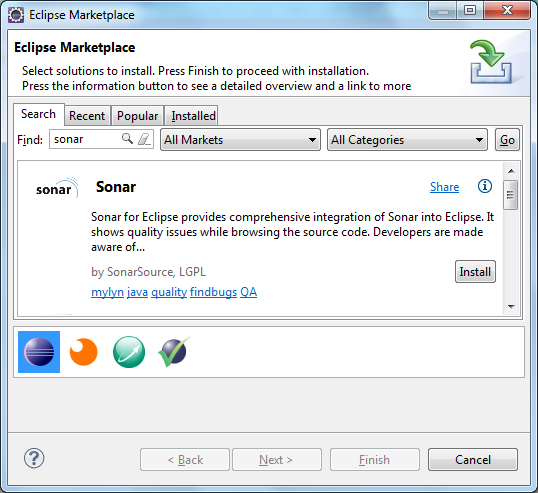 Eclipse Marketplace
Eclipse Marketplace
Select solutions to install. Press Finish to proceed with installation.
Press the information button to see a detailed overview and a link to more
Search Recent Popular Installed
Find: sonar All Markets All Categories Go
sonar Sonar Share i
Sonar for Eclipse provides comprehensive integration of Sonar into Eclipse. It
shows quality issues while browsing the source code. Developers are made
aware of...
by SonarSource, LGPL Install
mylyn java quality findbugs QA
? < Back Next > Finish Cancel